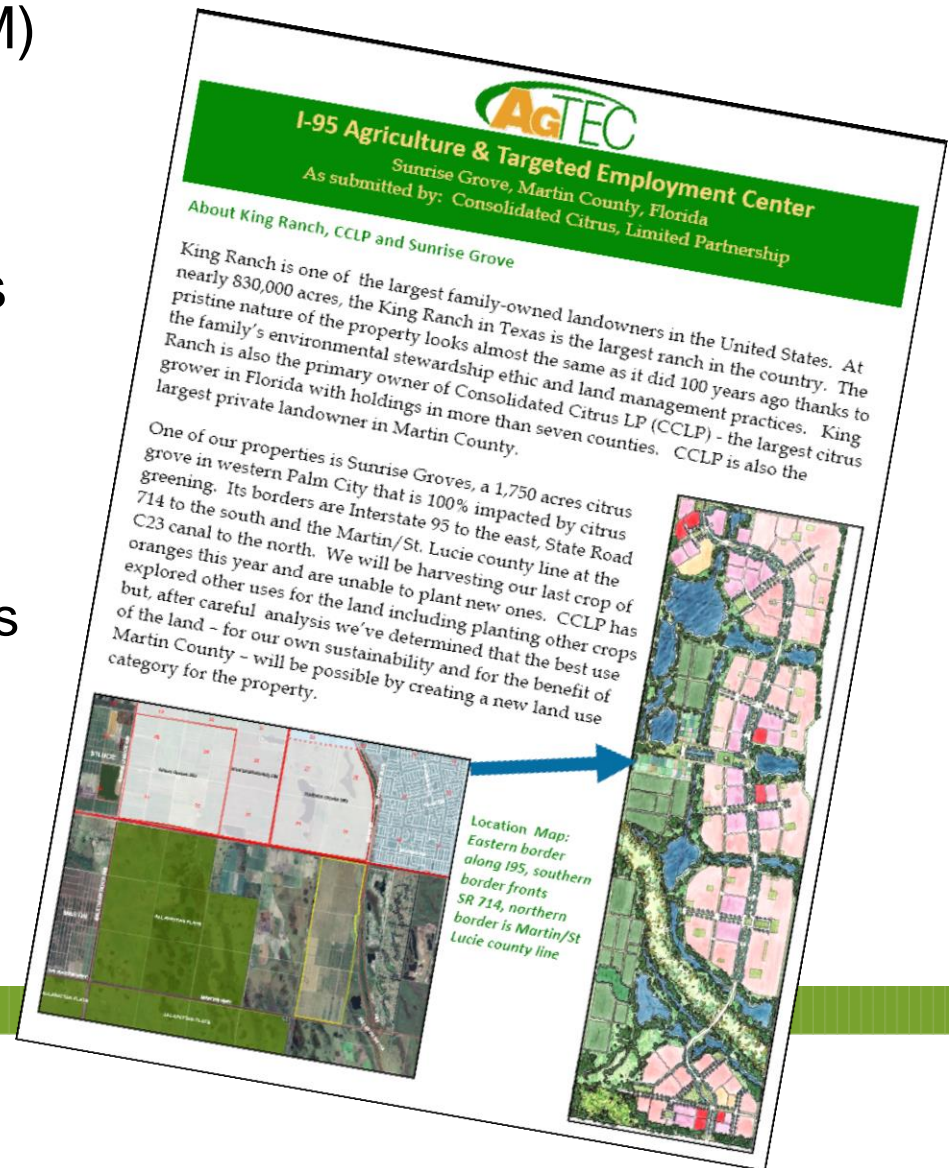 M)
s
s
AGTEC
I-95 Agriculture & Targeted Employment Center
Sunrise Grove, Martin County, Florida
As submitted by: Consolidated Citrus, Limited Partnership
About King Ranch, CCLP and Sunrise Grove
King Ranch is one of the largest family-owned landowners in the United States. At
nearly 830,000 acres, the King Ranch in Texas is the largest ranch in the country. The
pristine nature of the property looks almost the same as it did 100 years ago thanks to
the family's environmental stewardship ethic and land management practices. King
Ranch is also the primary owner of Consolidated Citrus LP (CCLP) - the largest citrus
grower in Florida with holdings in more than seven counties. CCLP is also the
largest private landowner in Martin County.
One of our properties is Sunrise Groves, a 1,750 acres citrus
grove in western Palm City that is 100% impacted by citrus
greening. Its borders are Interstate 95 to the east, State Road
714 to the south and the Martin/St. Lucie county line at the
C23 canal to the north. We will be harvesting our last crop of
oranges this year and are unable to plant new ones. CCLP has
explored other uses for the land including planting other crops
but, after careful analysis we've determined that the best use
of the land – for our own sustainability and for the benefit of
Martin County – will be possible by creating a new land use
category for the property.
Location Map:
Eastern border
along I95, southern
border fronts
SR 714, northern
border is Martin/St
Lucie county line
ALLAPATTAH FLATS
ALLAPATTAH FLATS